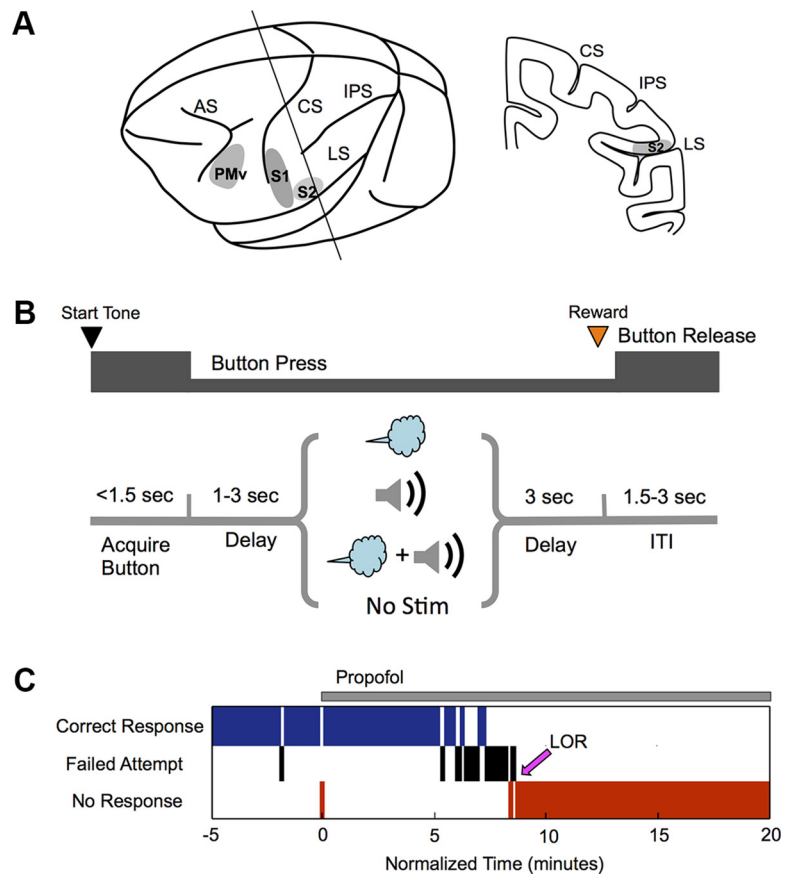 A
AS
CS
IPS
LS
PMv
S1
S2
CS
IPS
S2
LS
B
Start Tone
Reward
Button Release
Button Press
<1.5 sec
1-3 sec
3 sec
1.5-3 sec
Acquire
Button
Delay
+
Delay
ITI
No Stim
C
Propofol
Correct Response
Failed Attempt
LOR
No Response
-5
0
5
10
15
20
Normalized Time (minutes)